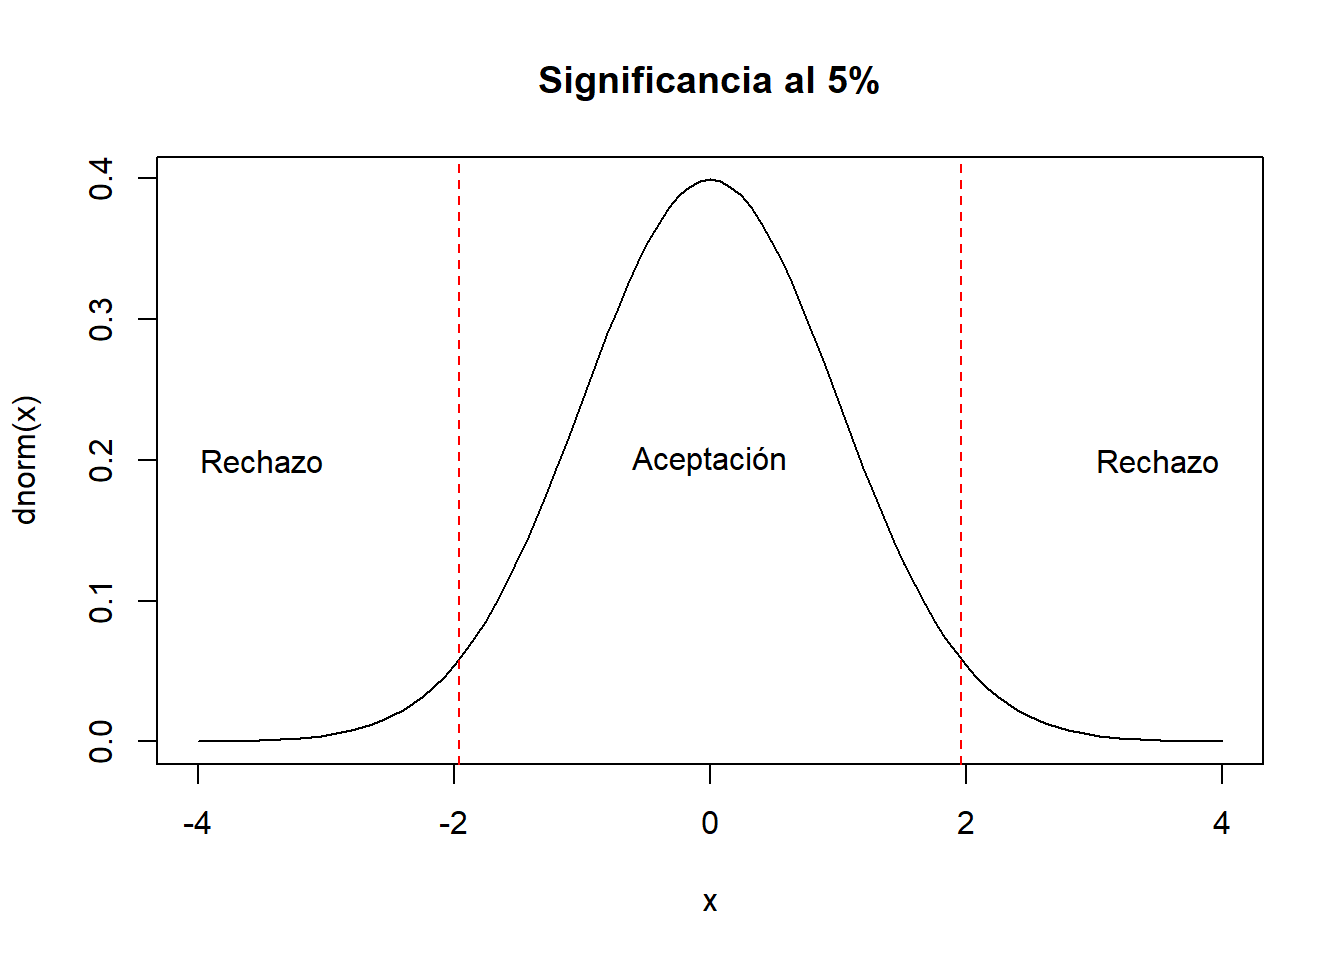 Significancia al 5%
dnorm(x)
0.4
0.3
0.2
0.1
0.0
Rechazo
Aceptación
Rechazo
-4
-2
0
2
4
x